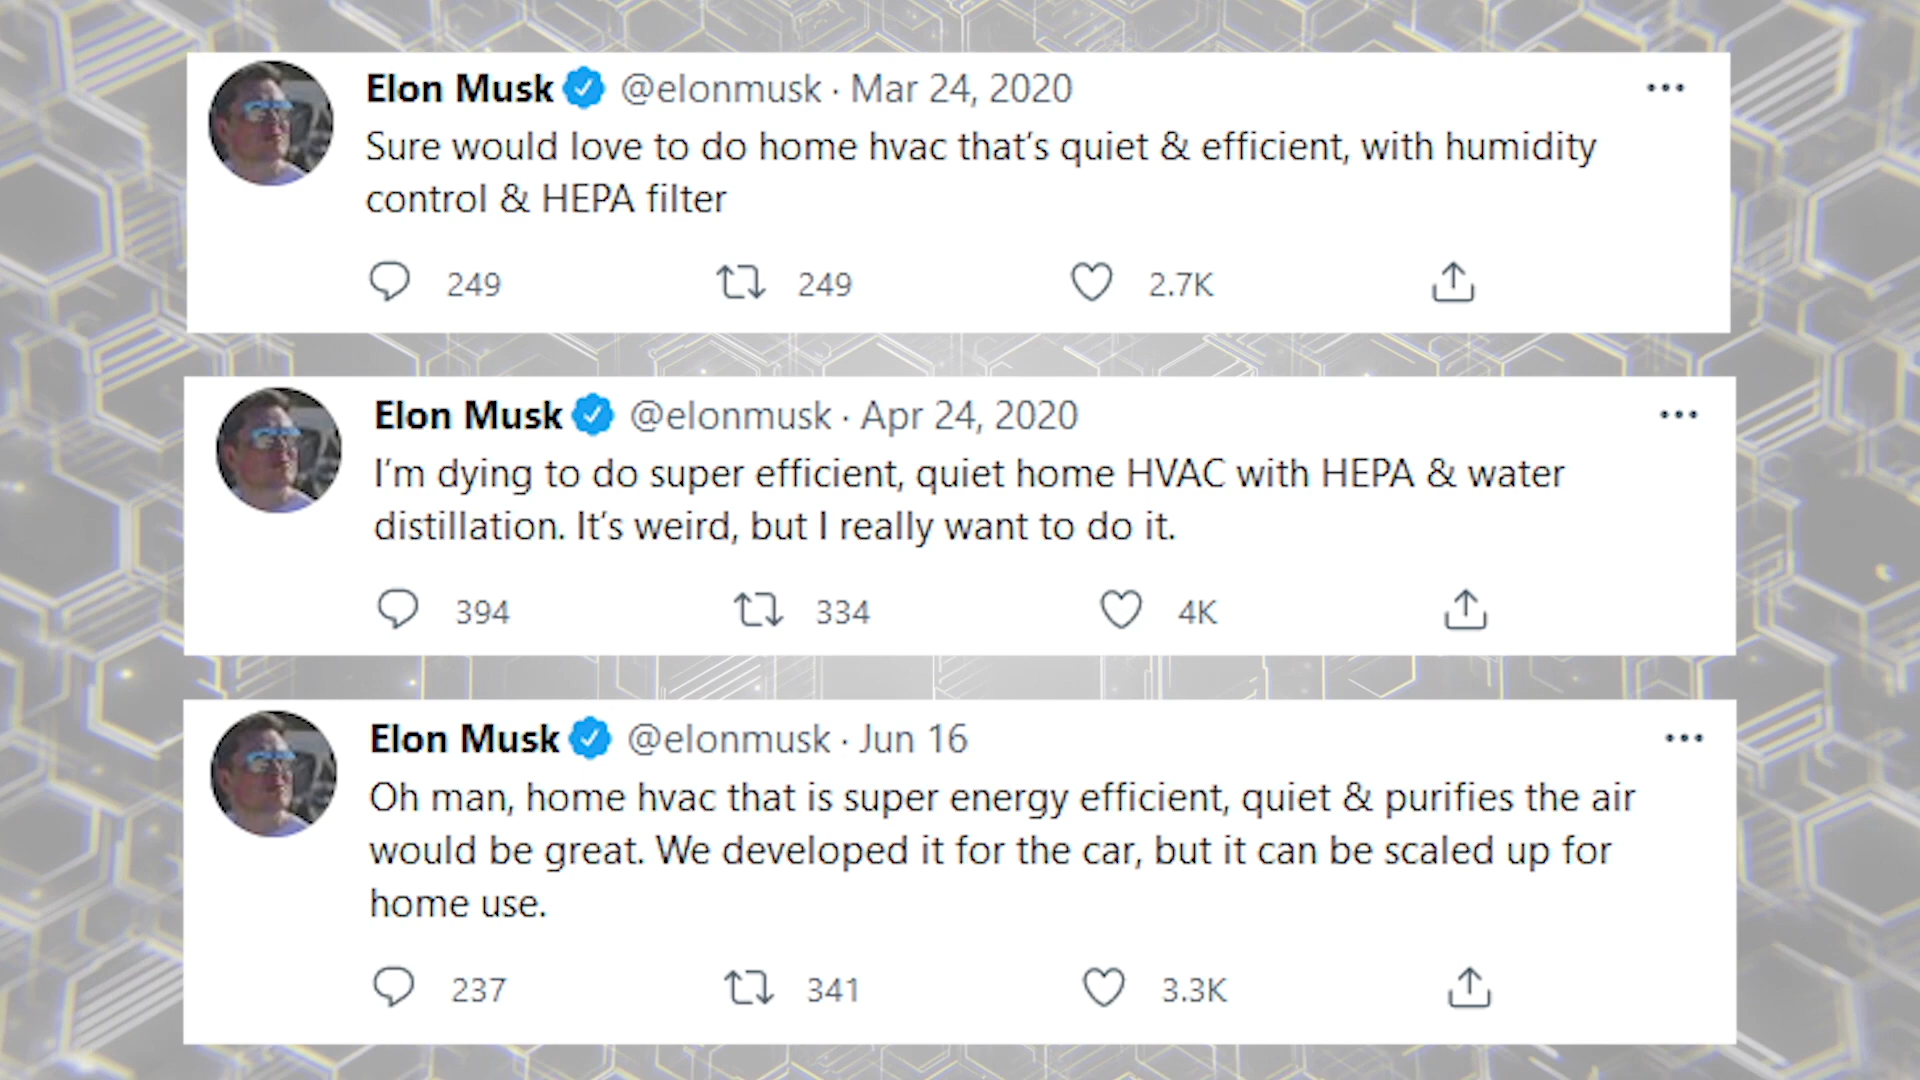 Elon Musk @elonmusk · Mar 24, 2020
Sure would love to do home hvac that's quiet & efficient, with humidity
control & HEPA filter
249 249 2.7K
Elon Musk @elonmusk · Apr 24, 2020
I'm dying to do super efficient, quiet home HVAC with HEPA & water
distillation. It's weird, but I really want to do it.
394 334 4K
Elon Musk @elonmusk · Jun 16
Oh man, home hvac that is super energy efficient, quiet & purifies the air
would be great. We developed it for the car, but it can be scaled up for
home use.
237 341 3.3K